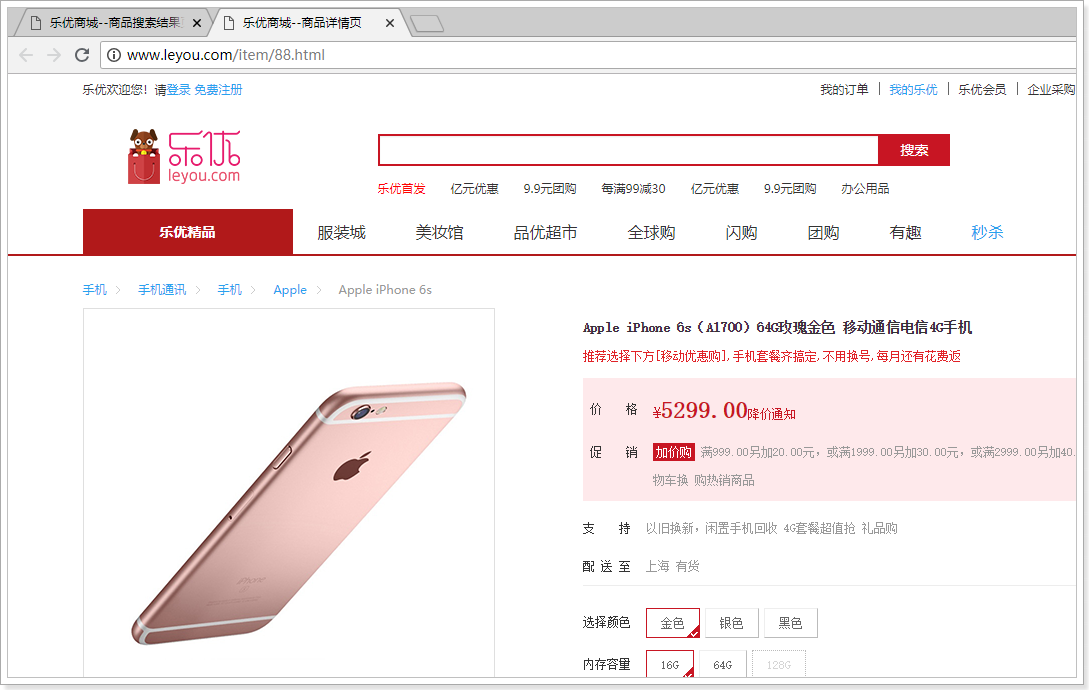 乐优商城--商品搜索结果 乐优商城--商品详情页
www.leyou.com/item/88.html
乐优欢迎您！请登录 免费注册 我的订单 我的乐优 乐优会员 企业采购
乐优
leyou.com
搜索
乐优首发 亿元优惠 9.9元团购 每满99减30 亿元优惠 9.9元团购 办公用品
乐优精品 服装城 美妆馆 品优超市 全球购 闪购 团购 有趣 秒杀
手机 手机通讯 手机 Apple Apple iPhone 6s
Apple iPhone 6s（A1700）64G玫瑰金色 移动通信电信4G手机
推荐选择下方[移动优惠购],手机套餐齐搞定,不用换号,每月还有花费返
价 格 ¥5299.00降价通知
促 销 加价购 满999.00另加20.00元，或满1999.00另加30.00元，或满2999.00另加40.
物车换 购热销商品
支 持 以旧换新，闲置手机回收 4G套餐超值抢 礼品购
配 送 至 上海 有货
选择颜色 金色 银色 黑色
内存容量 16G 64G 128G
iPhone